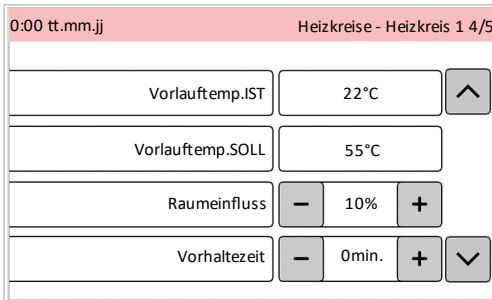 0:00 tt.mm.jj Heizkreise - Heizkreis 1 4/5
Vorlauftemp.IST 22°C
Vorlauftemp.SOLL 55°C
Raumeinfluss − 10% +
Vorhaltezeit − 0min. +